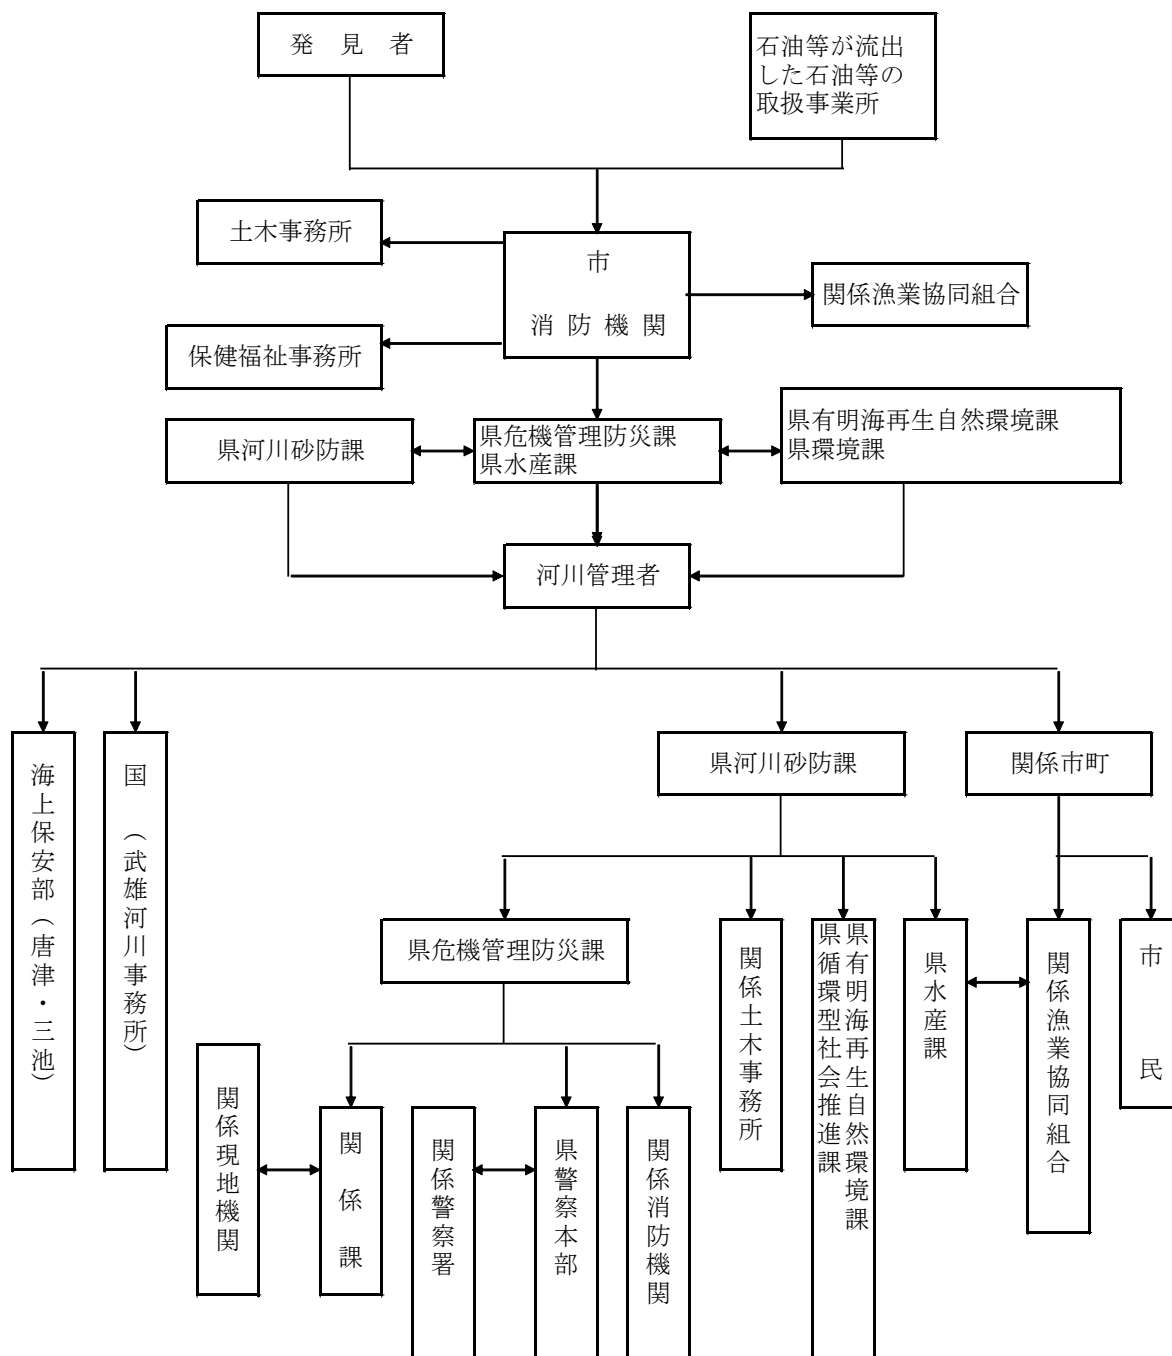 発 見 者
石油等が流出
した石油等の
取扱事業所
土木事務所
市
消 防 機 関
関係漁業協同組合
保健福祉事務所
県河川砂防課
県危機管理防災課
県水産課
県有明海再生自然環境課
県環境課
河川管理者
海上保安部（唐津・三池）
国 （武雄河川事務所）
県河川砂防課
関係市町
県危機管理防災課
関係土木事務所
県有明海再生自然環境課
県循環型社会推進課
県水産課
関係漁業協同組合
市 民
関係現地機関
関 係 課
関係警察署
県警察本部
関係消防機関